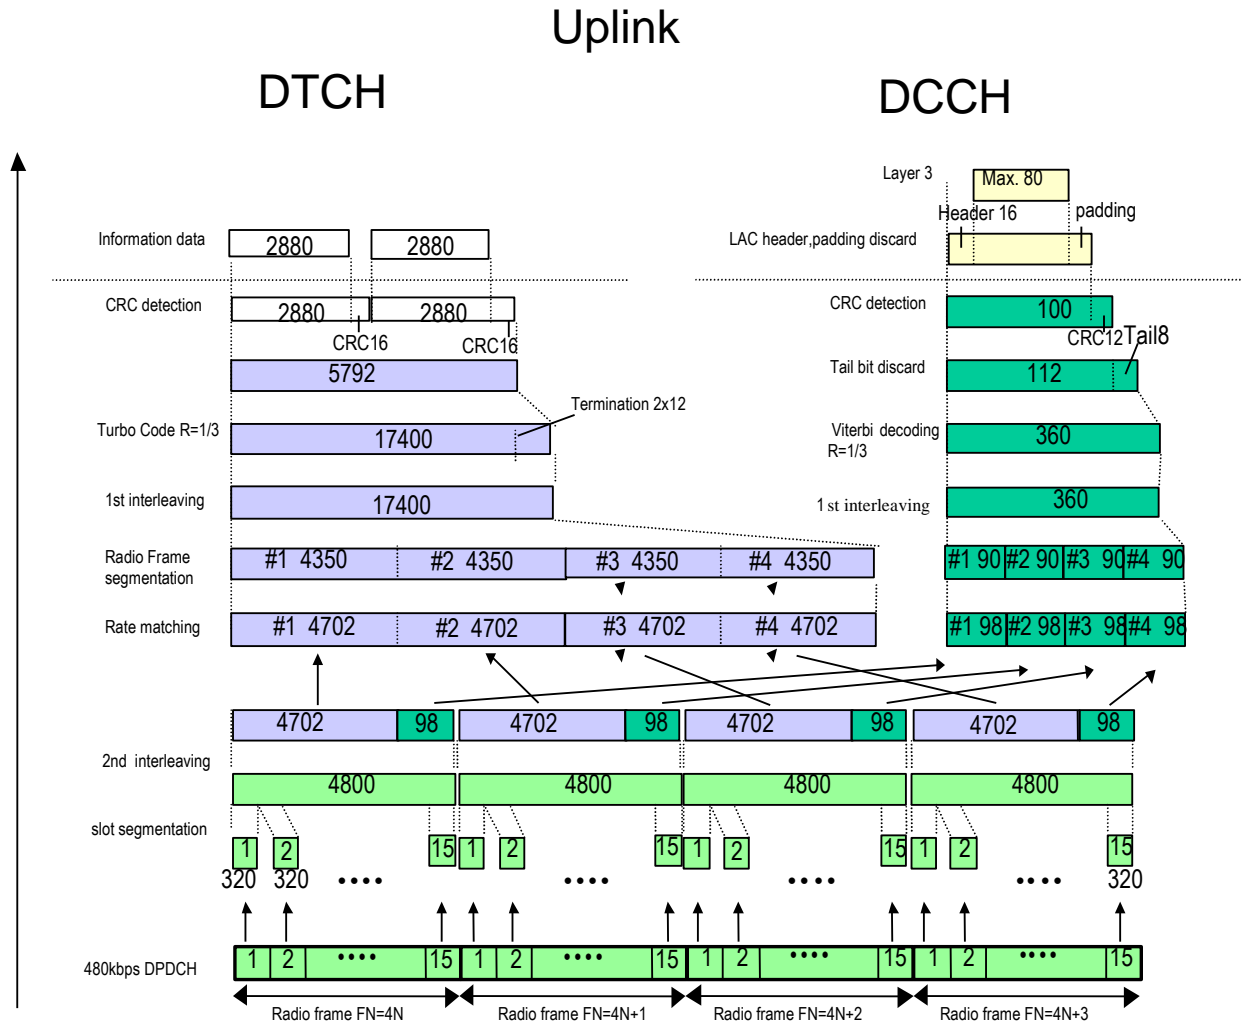 Uplink
DTCH
DCCH
Layer 3
Max. 80
Header 16
padding
Information data
2880
2880
LAC header,padding discard
CRC detection
2880
2880
CRC detection
100
CRC16
CRC16
CRC12
Tail8
5792
Tail bit discard
112
Termination 2x12
Turbo Code R=1/3
17400
Viterbi decoding
R=1/3
360
1st interleaving
17400
1st interleaving
360
Radio Frame
segmentation
#1 4350
#2 4350
#3 4350
#4 4350
#1 90
#2 90
#3 90
#4 90
Rate matching
#1 4702
#2 4702
#3 4702
#4 4702
#1 98
#2 98
#3 98
#4 98
4702
98
4702
98
4702
98
4702
98
2nd interleaving
4800
4800
4800
4800
slot segmentation
1
2
15
1
2
15
1
2
15
1
2
15
320
320
••••
••••
••••
••••
320
480kbps DPDCH
1
2
••••
15
1
2
••••
15
1
2
••••
15
1
2
••••
15
Radio frame FN=4N
Radio frame FN=4N+1
Radio frame FN=4N+2
Radio frame FN=4N+3